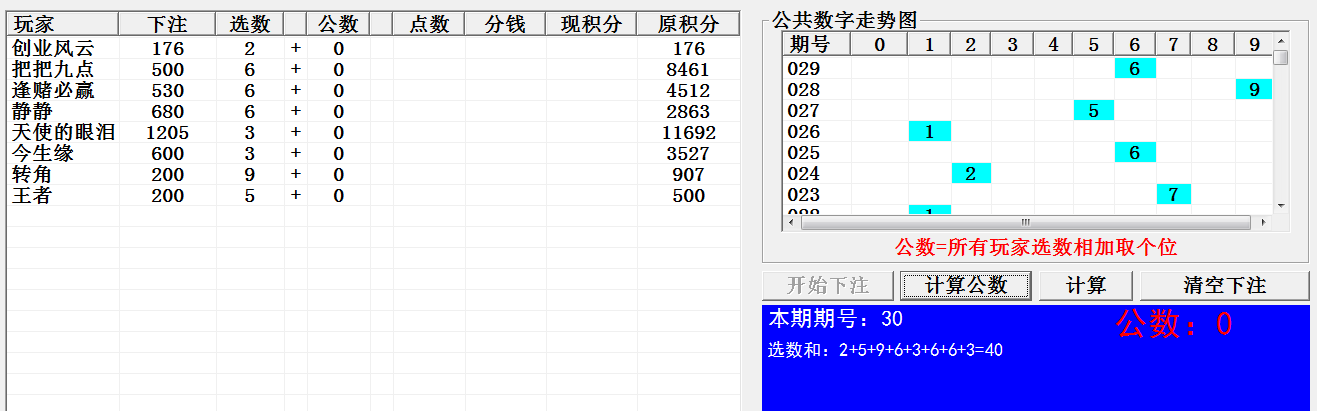 玩家 下注 选数 公数 点数 分钱 现积分 原积分
创业风云 176 2 + 0 176
把把九点 500 6 + 0 8461
逢赌必赢 530 6 + 0 4512
静静 680 6 + 0 2863
天使的眼泪 1205 3 + 0 11692
今生缘 600 3 + 0 3527
转角 200 9 + 0 907
王者 200 5 + 0 500
公共数字走势图
期号 0 1 2 3 4 5 6 7 8 9
029 6
028 9
027 5
026 1
025 6
024 2
023 7
公数=所有玩家选数相加取个位
开始下注 计算公数 计算 清空下注
本期期号：30
公数：0
选数和：2+5+9+6+3+6+6+3=40